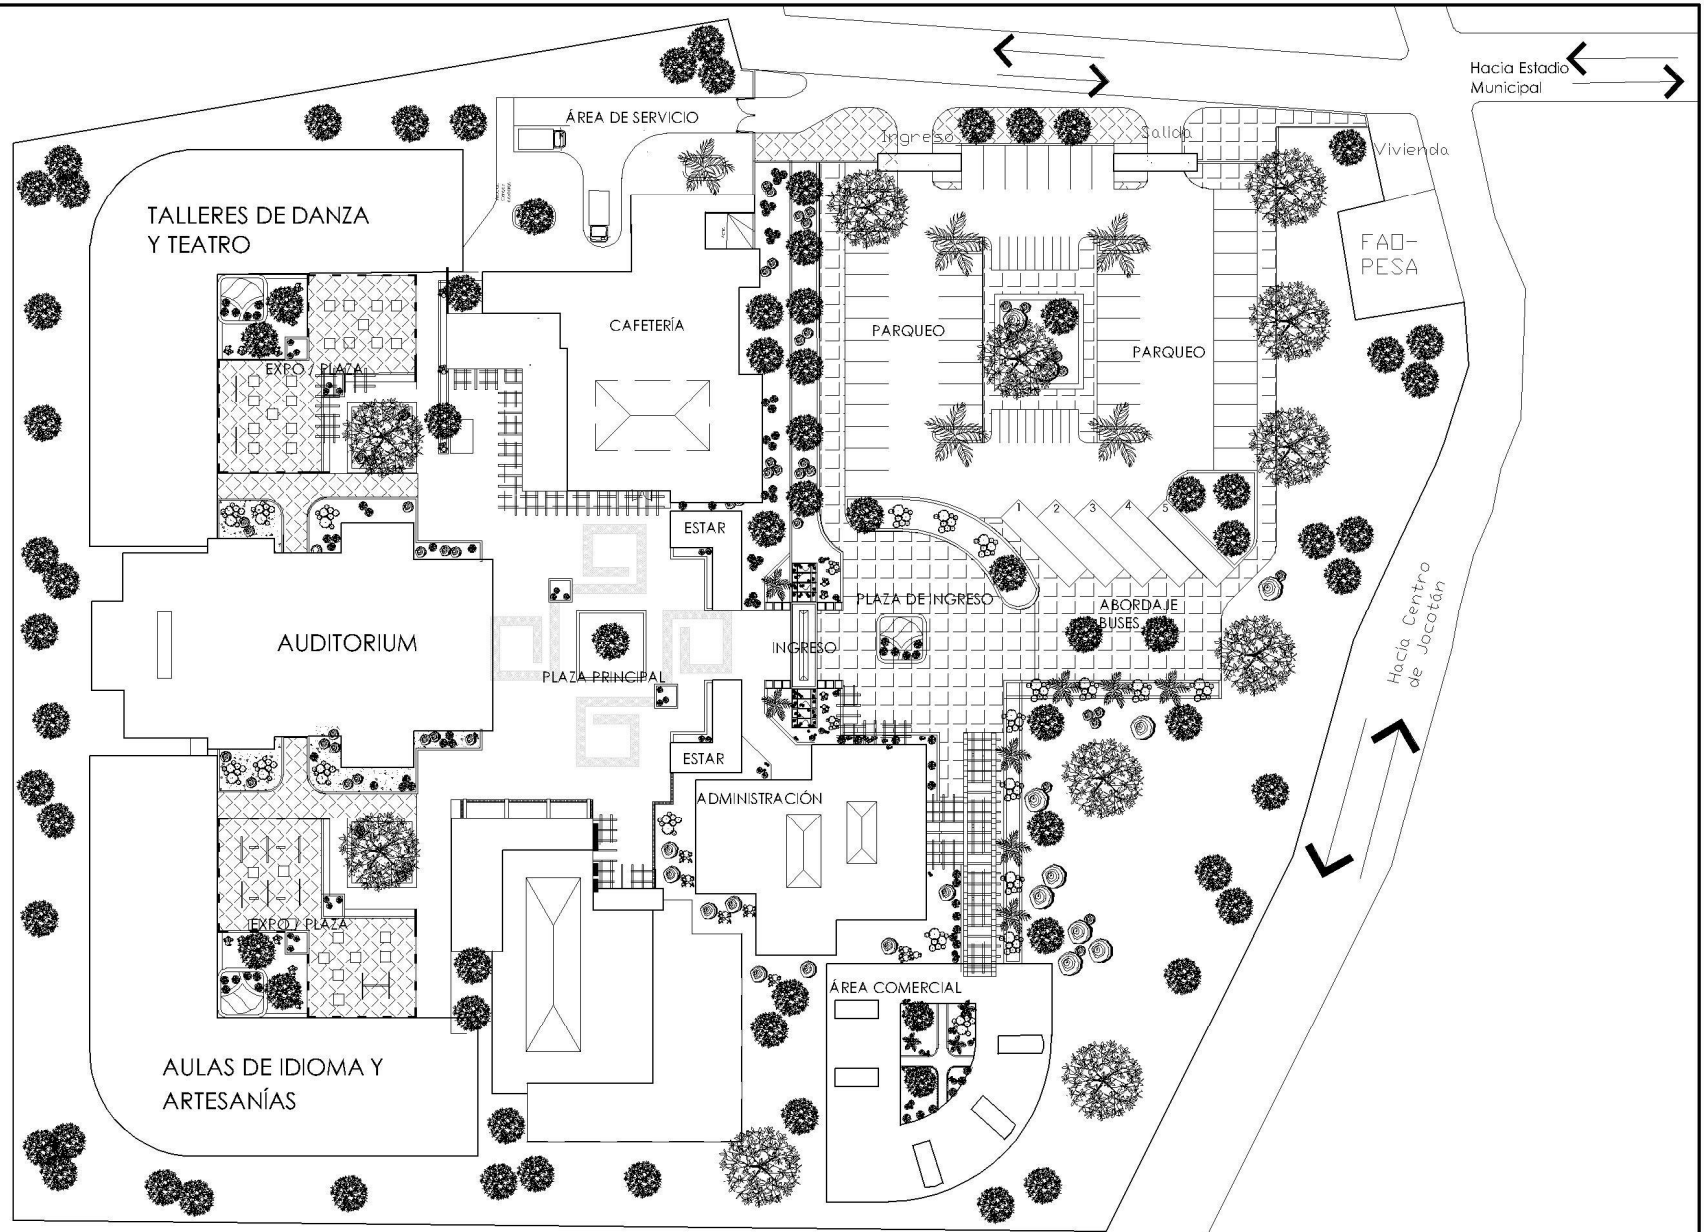 Hacia Estadio
Municipal
ÁREA DE SERVICIO
Ingreso
Salida
Vivienda
TALLERES DE DANZA
Y TEATRO
FAO-
PESA
CAFETERÍA
PARQUEO
PARQUEO
EXPO / PLAZA
1
2
3
4
5
ESTAR
PLAZA DE INGRESO
ABORDAJE
BUSES
Hacia Centro
de Jocotán
AUDITORIUM
INGRESO
PLAZA PRINCIPAL
ESTAR
ADMINISTRACIÓN
EXPO / PLAZA
ÁREA COMERCIAL
AULAS DE IDIOMA Y
ARTESANÍAS